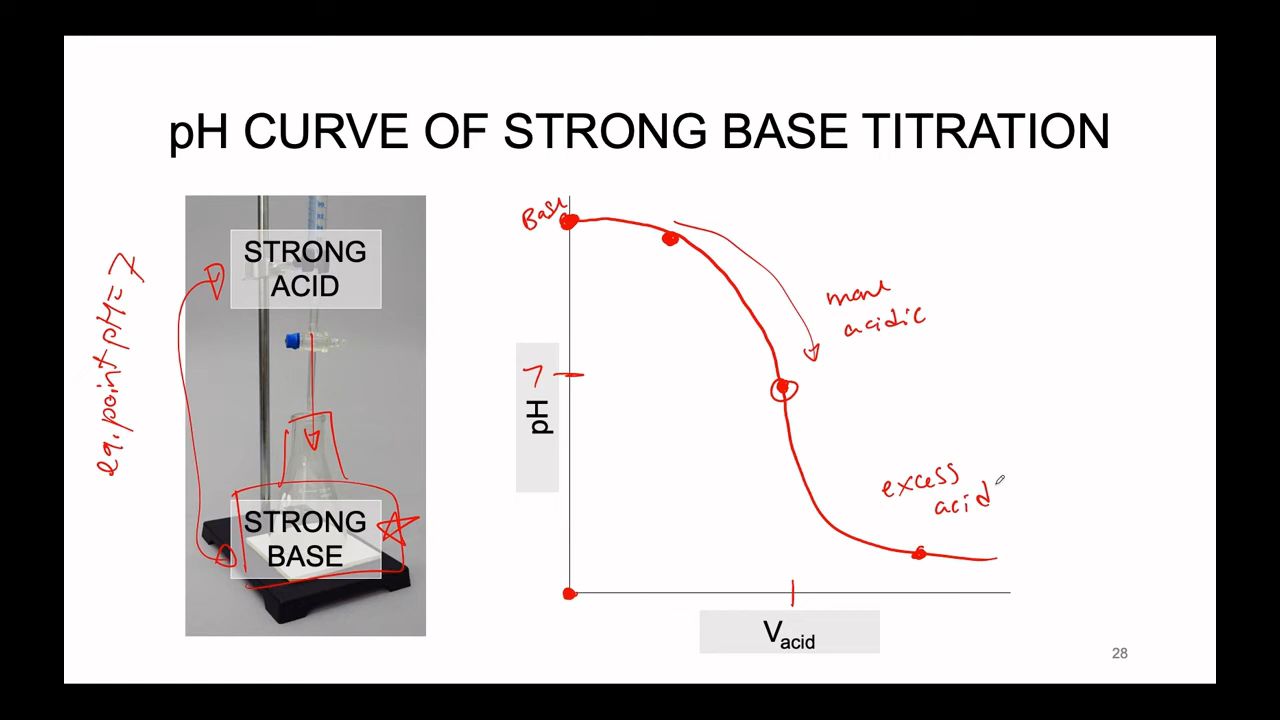 pH CURVE OF STRONG BASE TITRATION
eq. point pH = 7
STRONG
ACID
STRONG
BASE
Base
more
acidic
7
pH
excess
acid
V acid
28